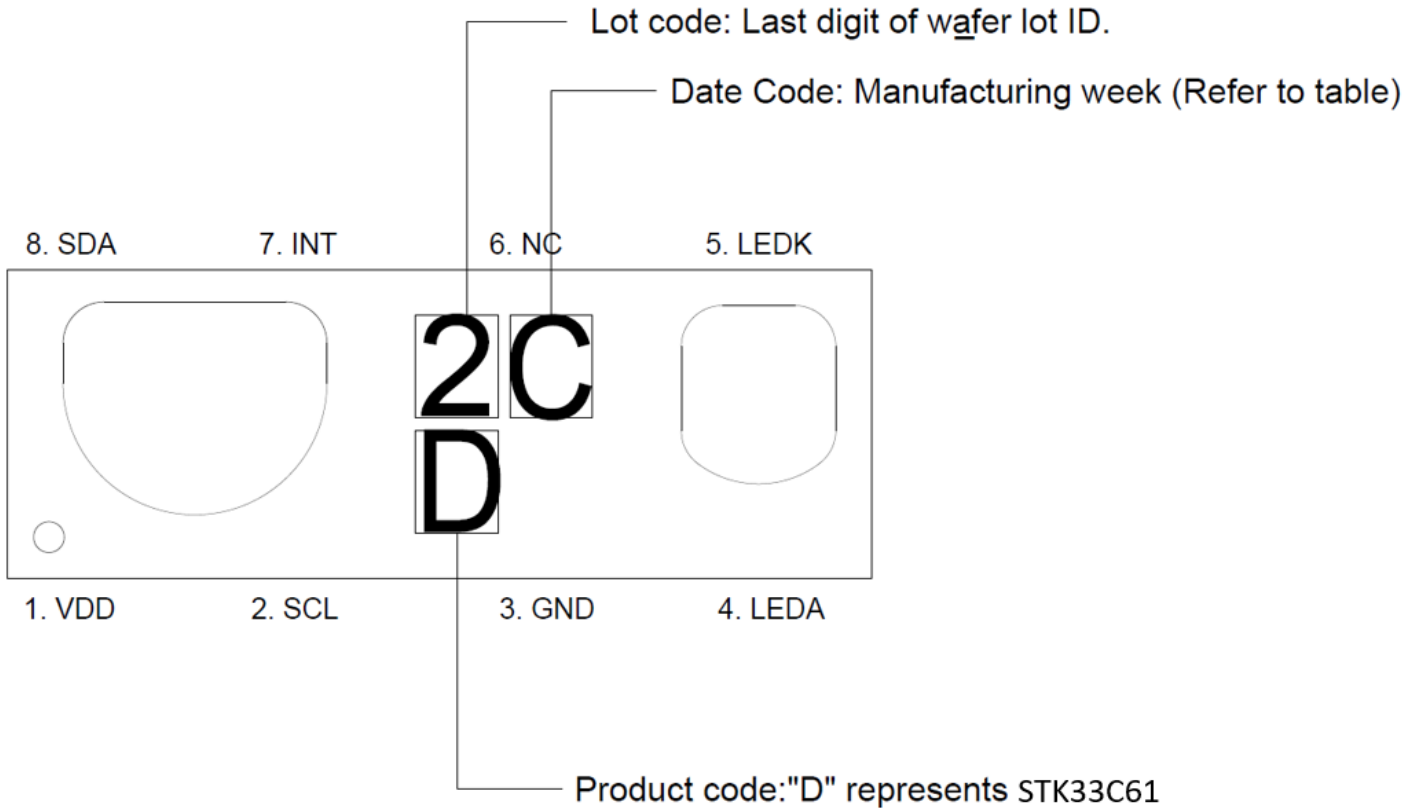 Lot code: Last digit of wafer lot ID.
Date Code: Manufacturing week (Refer to table)
8. SDA 7. INT 6. NC 5. LEDK
2C
D
1. VDD 2. SCL 3. GND 4. LEDA
Product code:"D" represents STK33C61